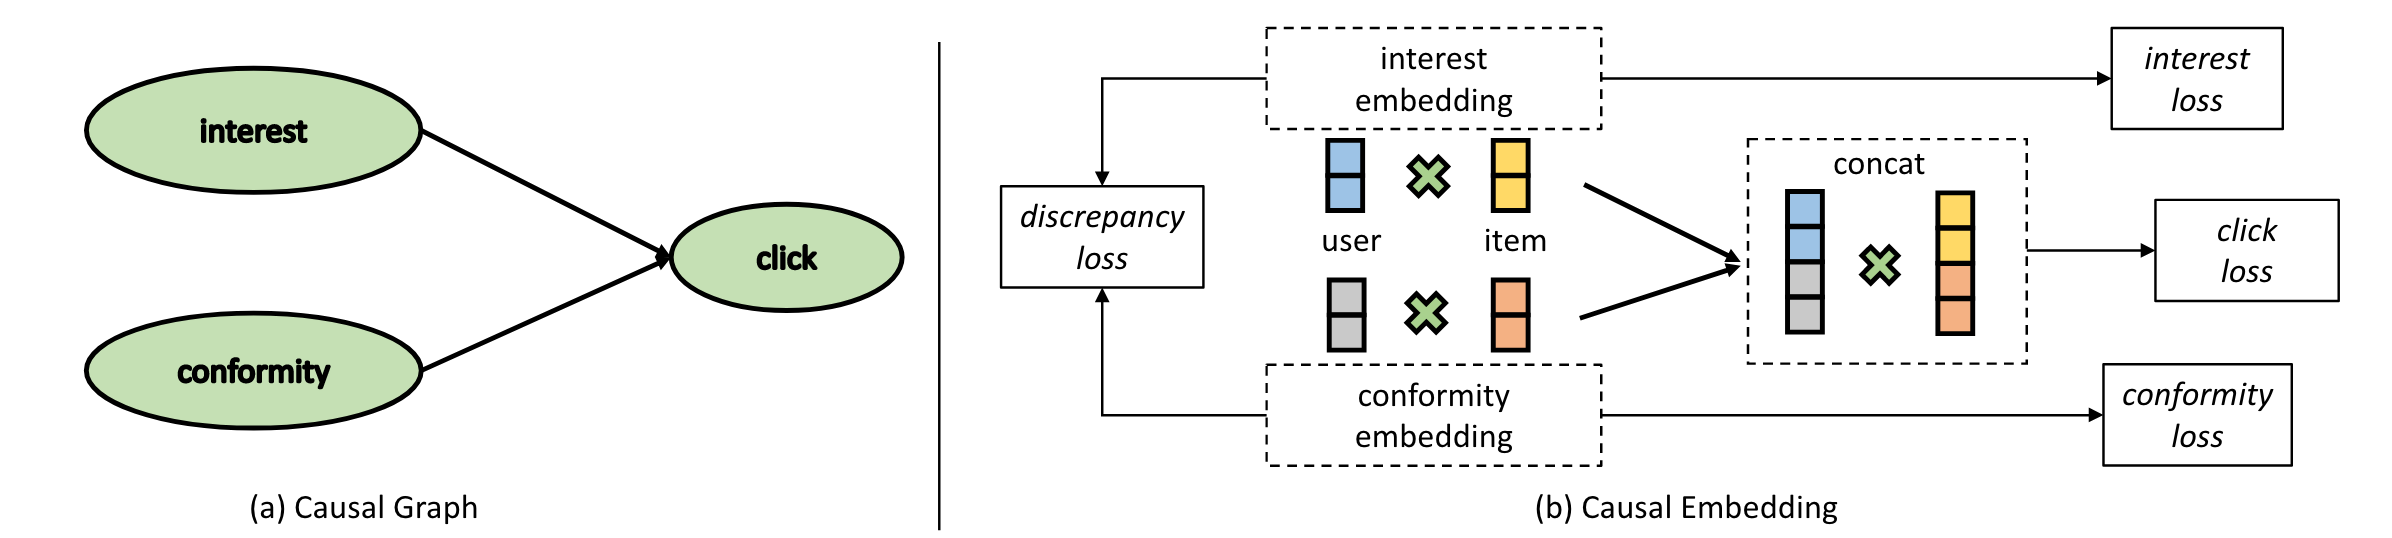 interest
conformity
click
(a) Causal Graph
interest
embedding
discrepancy
loss
user
item
conformity
embedding
concat
interest
loss
click
loss
conformity
loss
(b) Causal Embedding